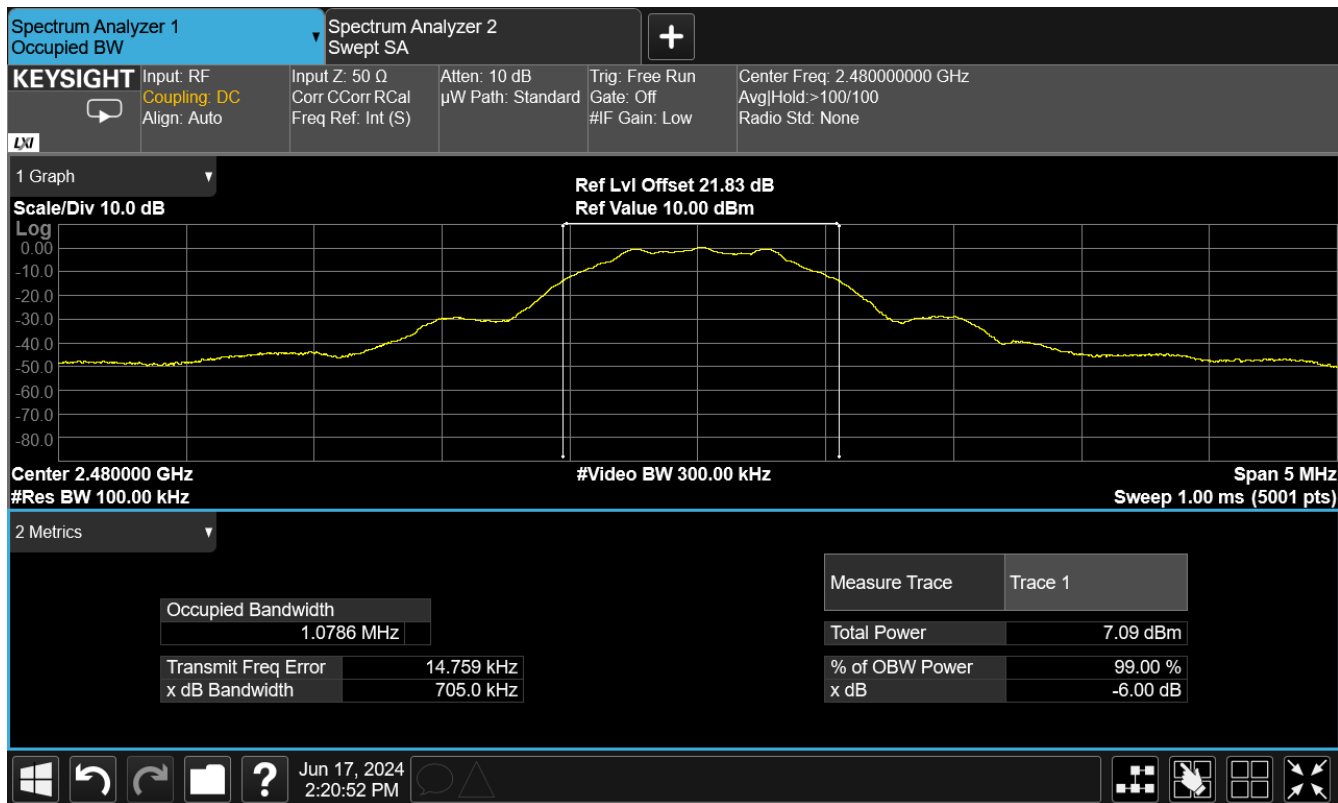 Spectrum Analyzer 1
Occupied BW
▼
Spectrum Analyzer 2
Swept SA
+
KEYSIGHT
LXI
Input: RF
Coupling: DC
Align: Auto
Input Z: 50 Ω
Corr CCorr RCal
Freq Ref: Int (S)
Atten: 10 dB
µW Path: Standard
Trig: Free Run
Gate: Off
#IF Gain: Low
Center Freq: 2.480000000 GHz
Avg|Hold:>100/100
Radio Std: None
1 Graph ▼
Ref Lvl Offset 21.83 dB
Scale/Div 10.0 dB
Ref Value 10.00 dBm
Log
0.00
-10.0
-20.0
-30.0
-40.0
-50.0
-60.0
-70.0
-80.0
Center 2.480000 GHz
#Video BW 300.00 kHz
Span 5 MHz
#Res BW 100.00 kHz
Sweep 1.00 ms (5001 pts)
2 Metrics ▼
Measure Trace Trace 1
Occupied Bandwidth
1.0786 MHz
Total Power 7.09 dBm
Transmit Freq Error 14.759 kHz
% of OBW Power 99.00 %
x dB Bandwidth 705.0 kHz
x dB -6.00 dB
?
Jun 17, 2024
2:20:52 PM